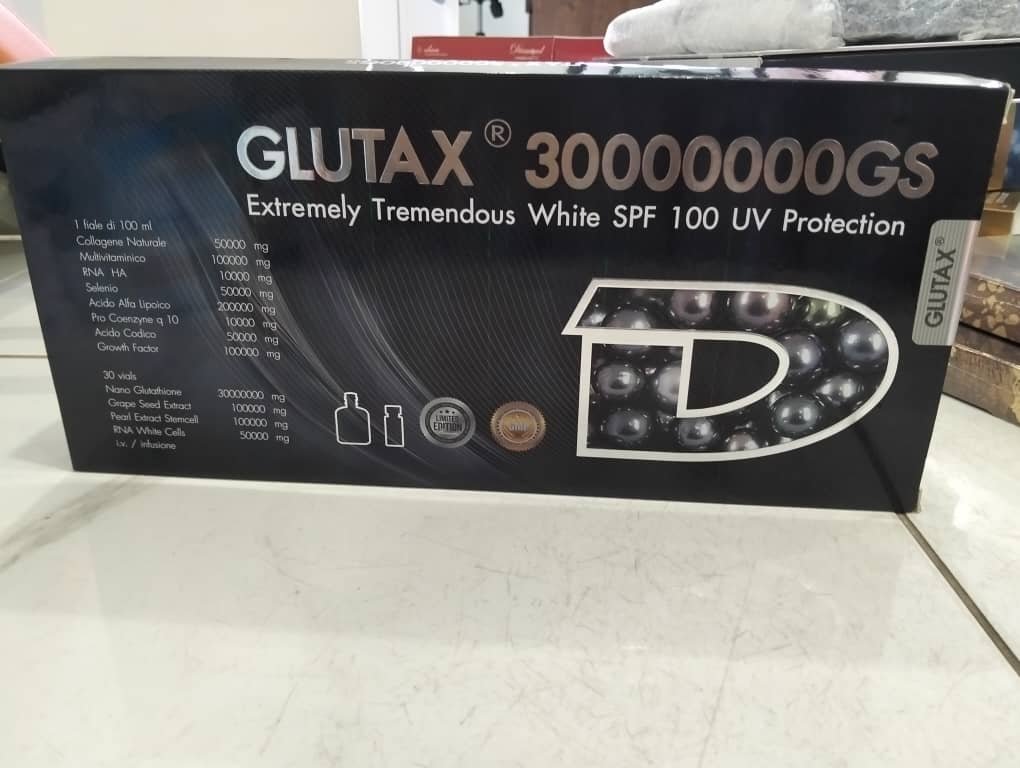 GLUTAX® 30000000GS
Extremely Tremendous White SPF 100 UV Protection
1 fiale di 100 ml
Collagene Naturale 50000 mg
Multivitaminico 100000 mg
RNA HA 10000 mg
Selenio 50000 mg
Acido Alfa Lipoico 200000 mg
Pro Coenzyme q 10 10000 mg
Acido Codico 50000 mg
Growth Factor 100000 mg
30 vials
Nano Glutathione 30000000 mg
Grape Seed Extract 100000 mg
Pearl Extract Stemcell 100000 mg
RNA White Cells 50000 mg
i.v. / infusione
LIMITED
EDITION
GMP
GLUTAX®